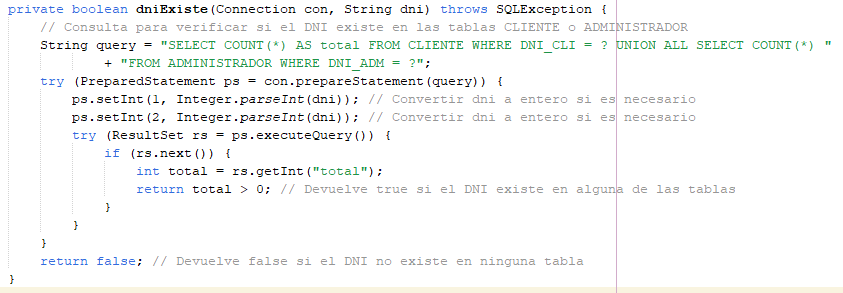 private boolean dniExiste(Connection con, String dni) throws SQLException {
    // Consulta para verificar si el DNI existe en las tablas CLIENTE o ADMINISTRADOR
    String query = "SELECT COUNT(*) AS total FROM CLIENTE WHERE DNI_CLI = ? UNION ALL SELECT COUNT(*) "
            + "FROM ADMINISTRADOR WHERE DNI_ADM = ?";
    try (PreparedStatement ps = con.prepareStatement(query)) {
        ps.setInt(1, Integer.parseInt(dni)); // Convertir dni a entero si es necesario
        ps.setInt(2, Integer.parseInt(dni)); // Convertir dni a entero si es necesario
        try (ResultSet rs = ps.executeQuery()) {
            if (rs.next()) {
                int total = rs.getInt("total");
                return total > 0; // Devuelve true si el DNI existe en alguna de las tablas
            }
        }
    }
    return false; // Devuelve false si el DNI no existe en ninguna tabla
}